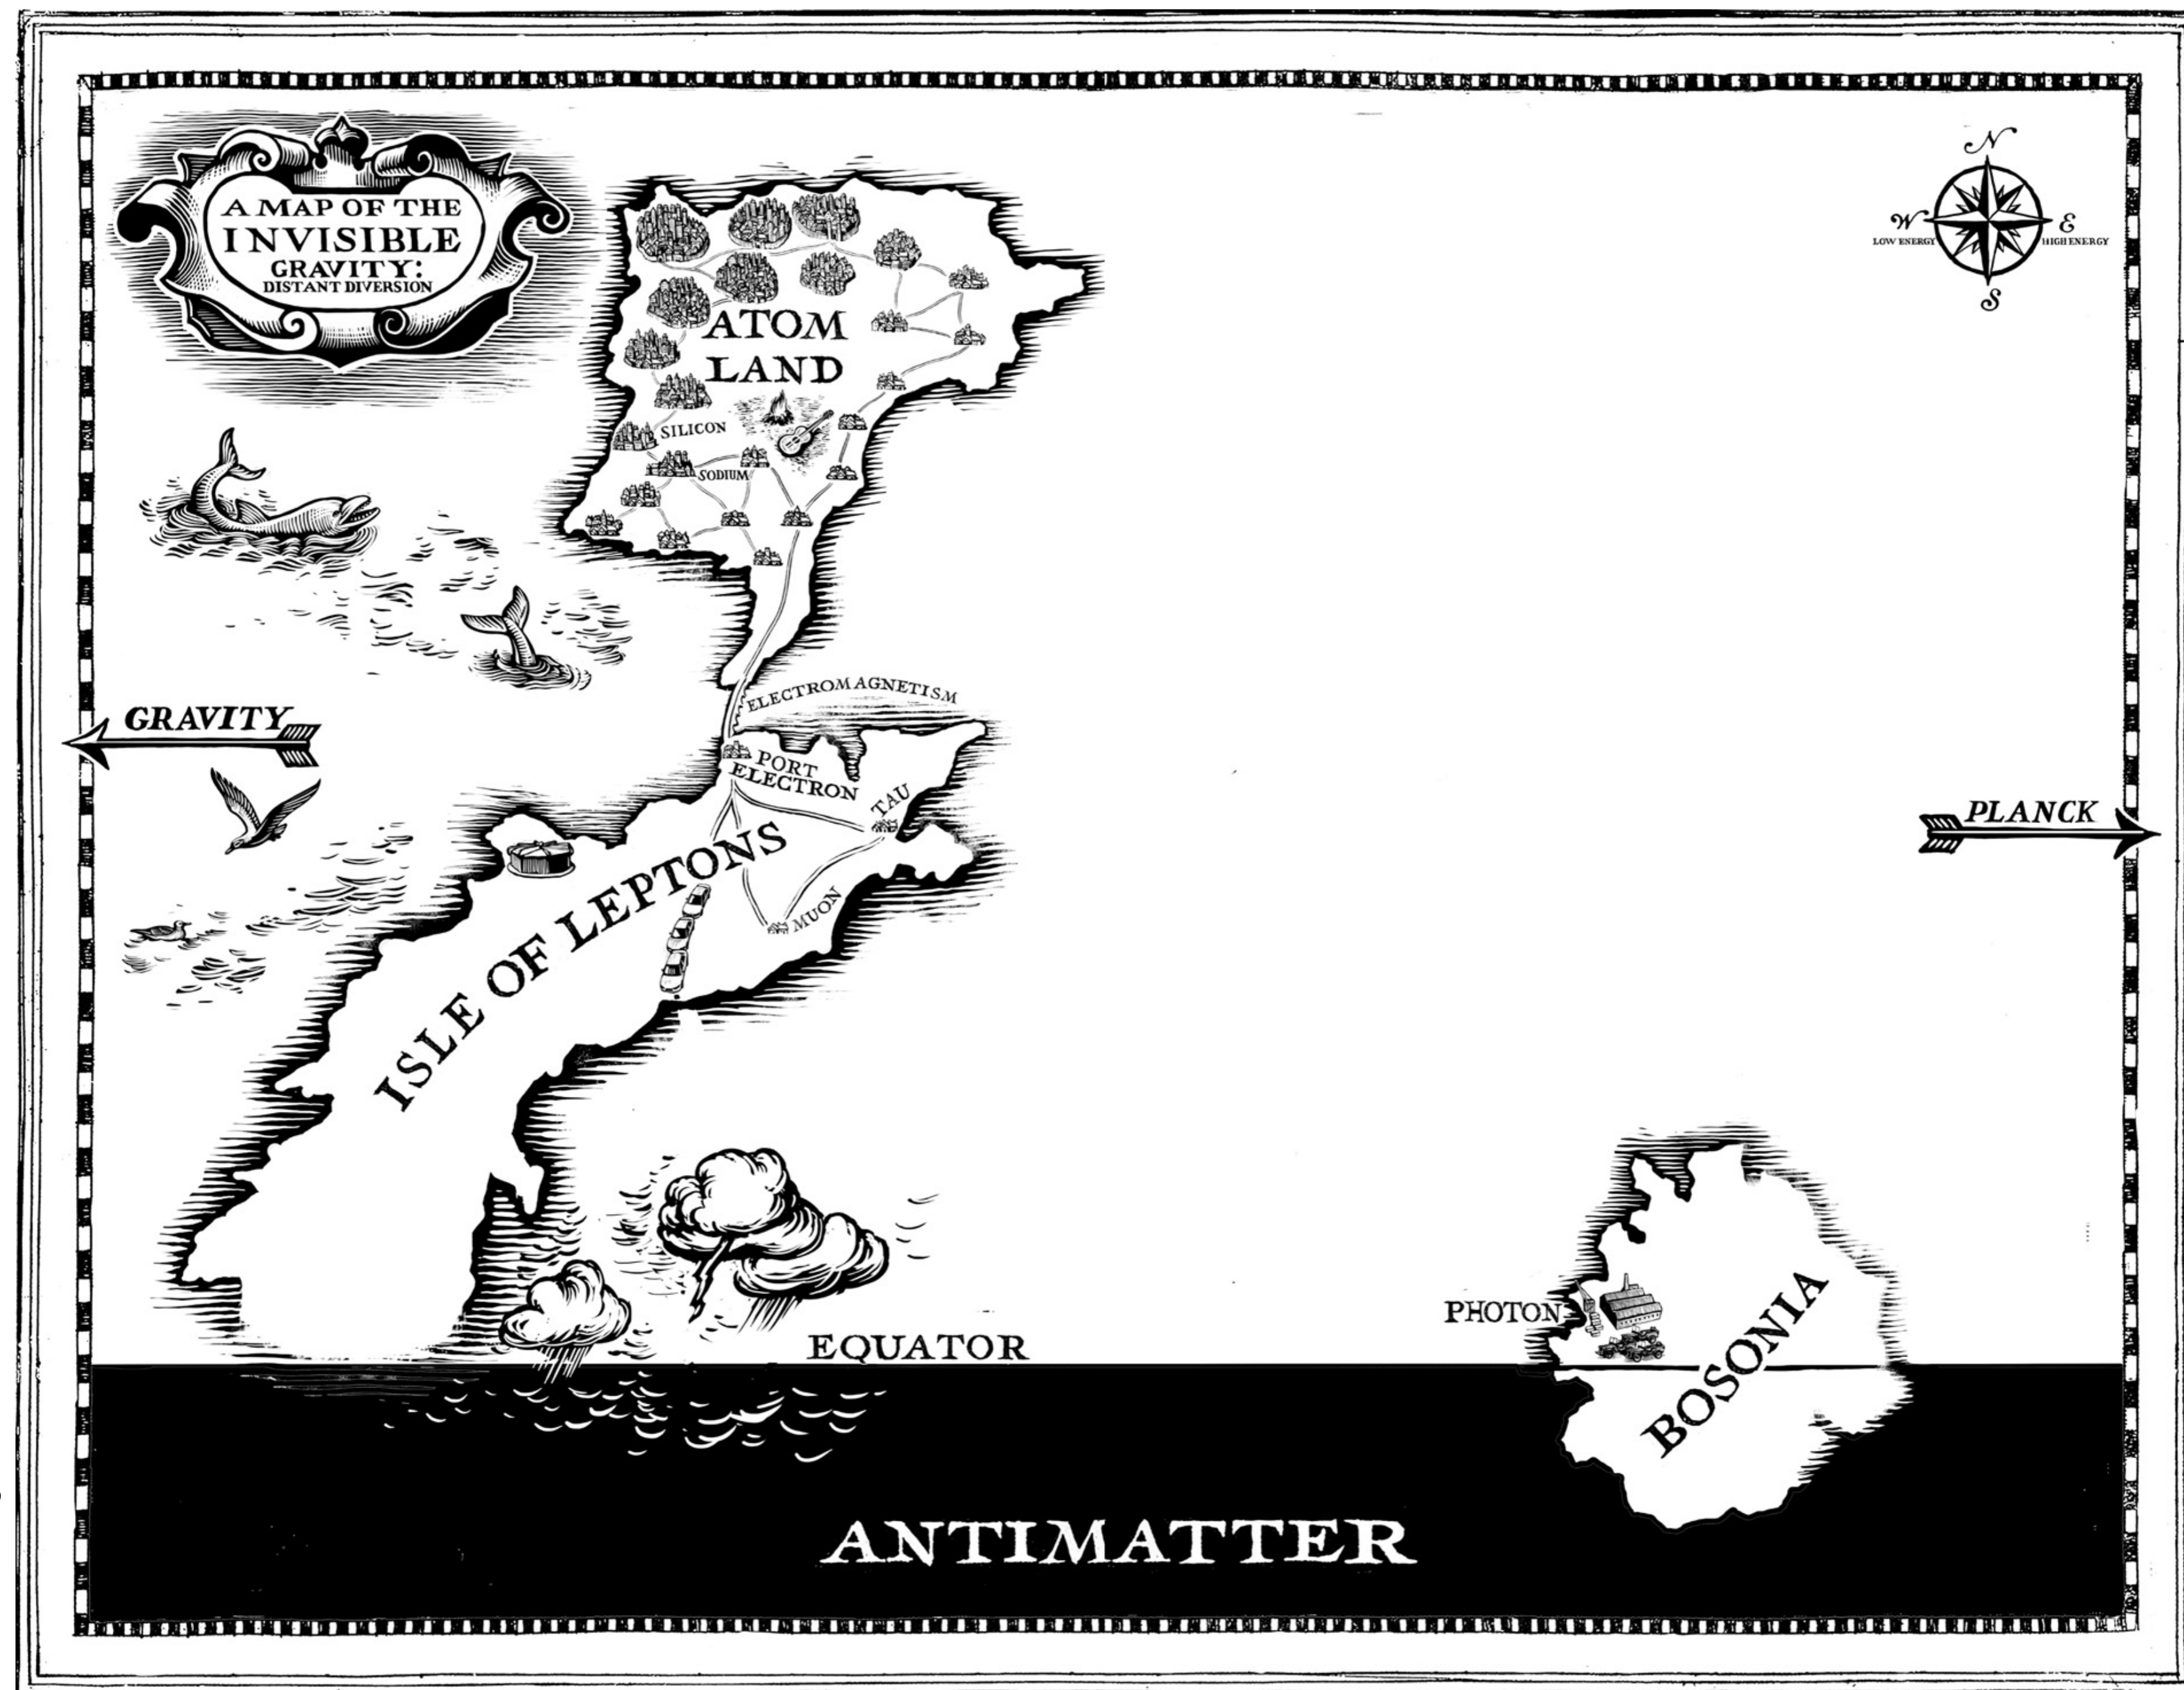 A MAP OF THE
INVISIBLE
GRAVITY:
DISTANT DIVERSION
N
W
E
LOW ENERGY
HIGH ENERGY
S
ATOM
LAND
SILICON
SODIUM
ELECTROMAGNETISM
GRAVITY
PORT
ELECTRON
TAU
PLANCK
ISLE OF LEPTONS
MUON
PHOTON
BOSONIA
EQUATOR
ANTIMATTER